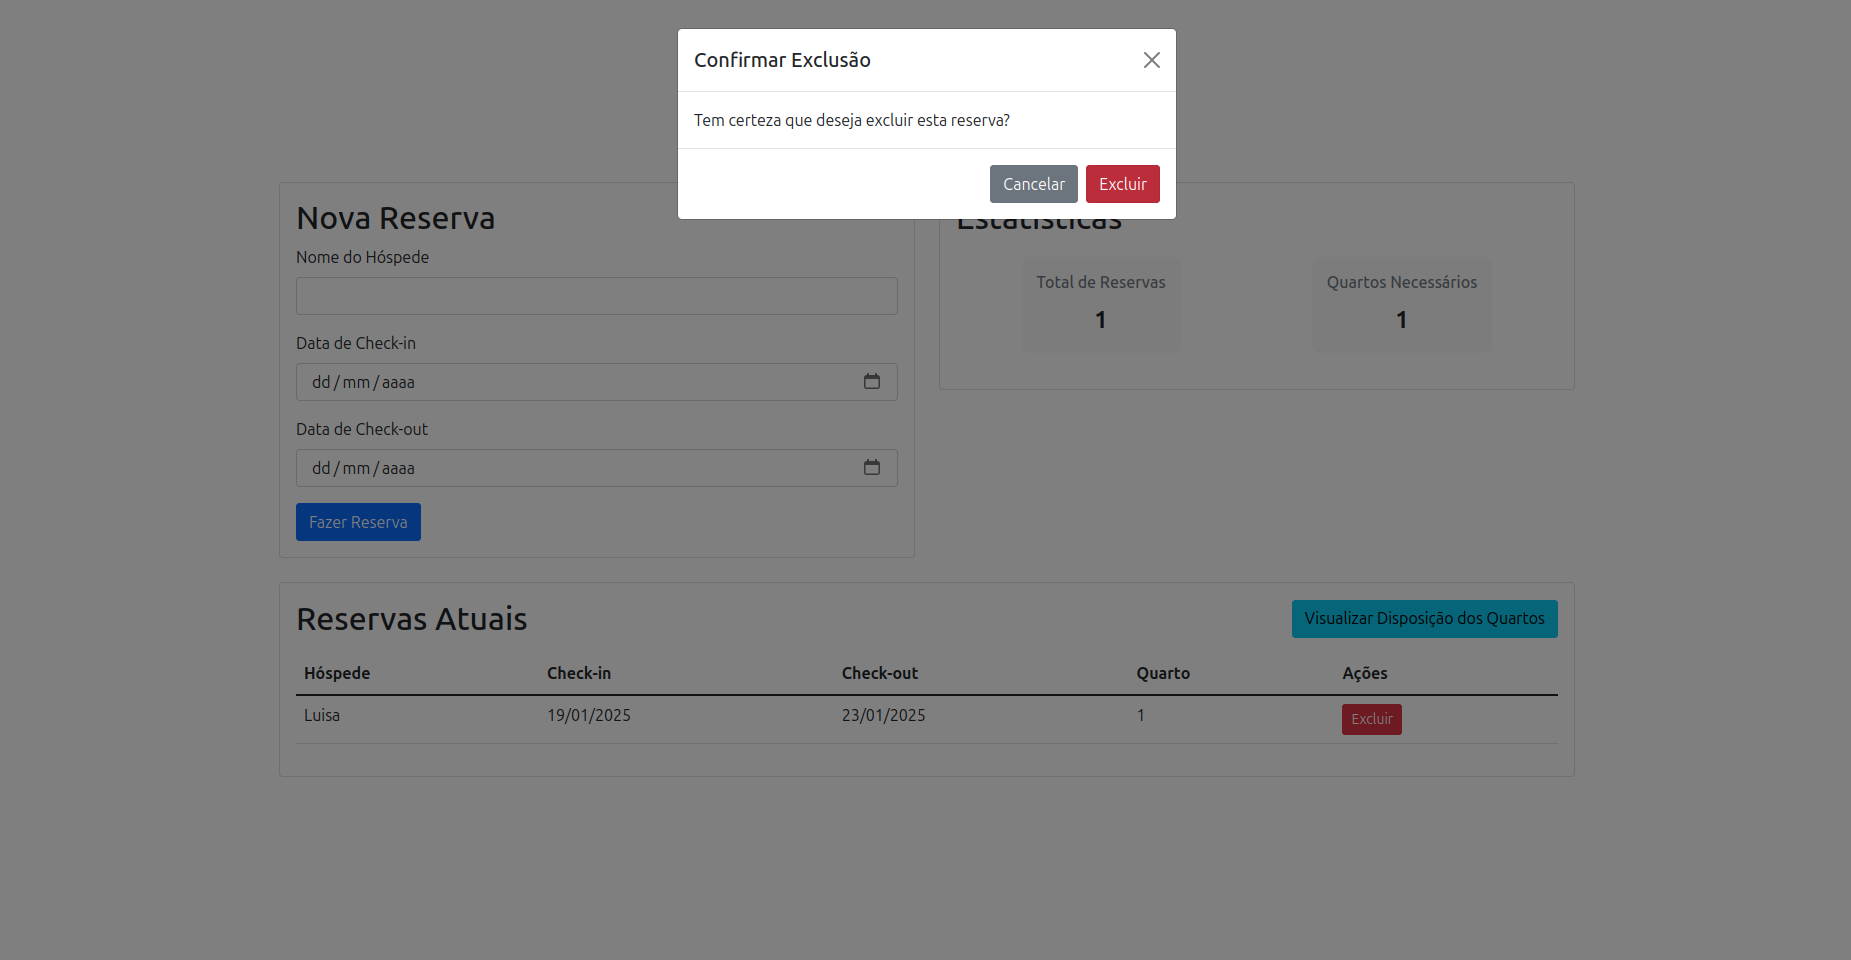 Confirmar Exclusão
Tem certeza que deseja excluir esta reserva?
Cancelar Excluir
Nova Reserva
Nome do Hóspede
Data de Check-in
dd/mm/aaaa
Data de Check-out
dd/mm/aaaa
Fazer Reserva
Estatísticas
Total de Reservas Quartos Necessários
1 1
Reservas Atuais Visualizar Disposição dos Quartos
Hóspede Check-in Check-out Quarto Ações
Luisa 19/01/2025 23/01/2025 1 Excluir